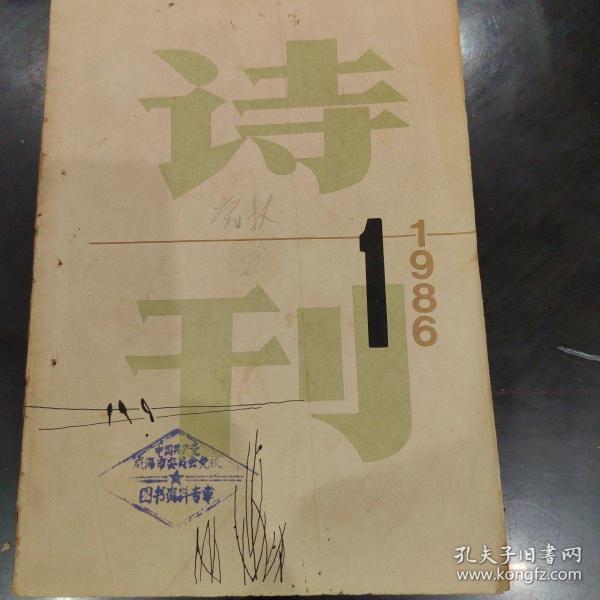 诗
刊
1
1986
中国共产党
威海市委员会党校
图书资料专章
孔夫子旧书网
www.kongfz.com